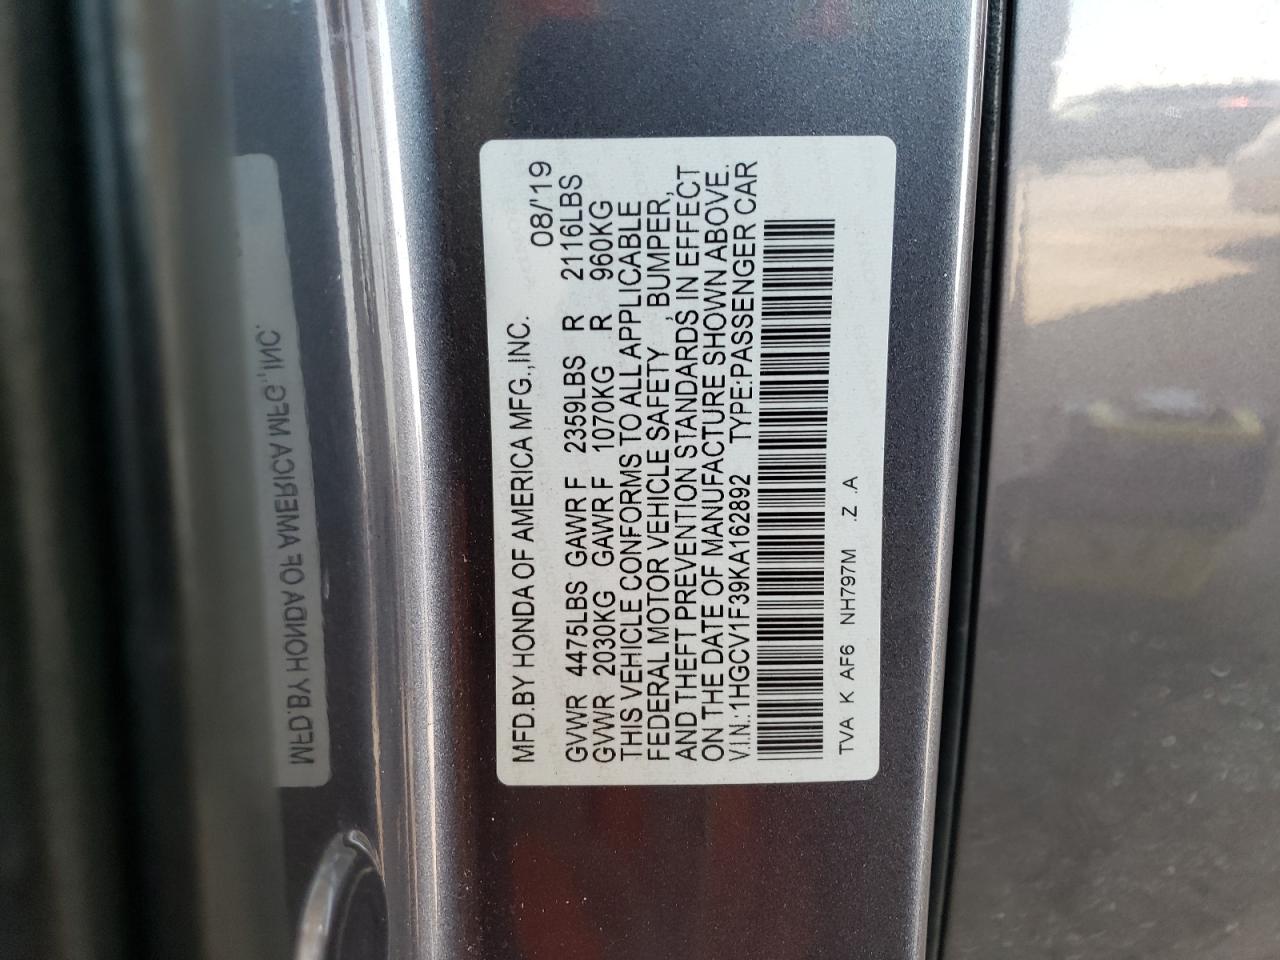 MFD.BY HONDA OF AMERICA MFG.,INC. 08/'19
GVWR 4475LBS GAWR F 2359LBS R 2116LBS
GVWR 2030KG GAWR F 1070KG R 960KG
THIS VEHICLE CONFORMS TO ALL APPLICABLE
FEDERAL MOTOR VEHICLE SAFETY , BUMPER,
AND THEFT PREVENTION STANDARDS IN EFFECT
ON THE DATE OF MANUFACTURE SHOWN ABOVE.
V.I.N.:1HGCV1F39KA162892 TYPE:PASSENGER CAR
TVA K AF6 NH797M .Z .A
MFD.BY HONDA OF AMERICA MFG.,INC.